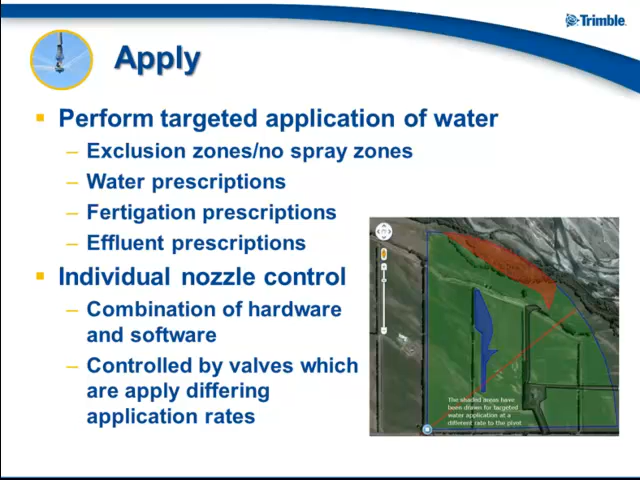 Trimble
Apply
Perform targeted application of water
– Exclusion zones/no spray zones
– Water prescriptions
– Fertigation prescriptions
– Effluent prescriptions
Individual nozzle control
– Combination of hardware
and software
– Controlled by valves which
are apply differing
application rates
The shaded areas have
been drawn for targeted
water application at a
different rate to the pivot